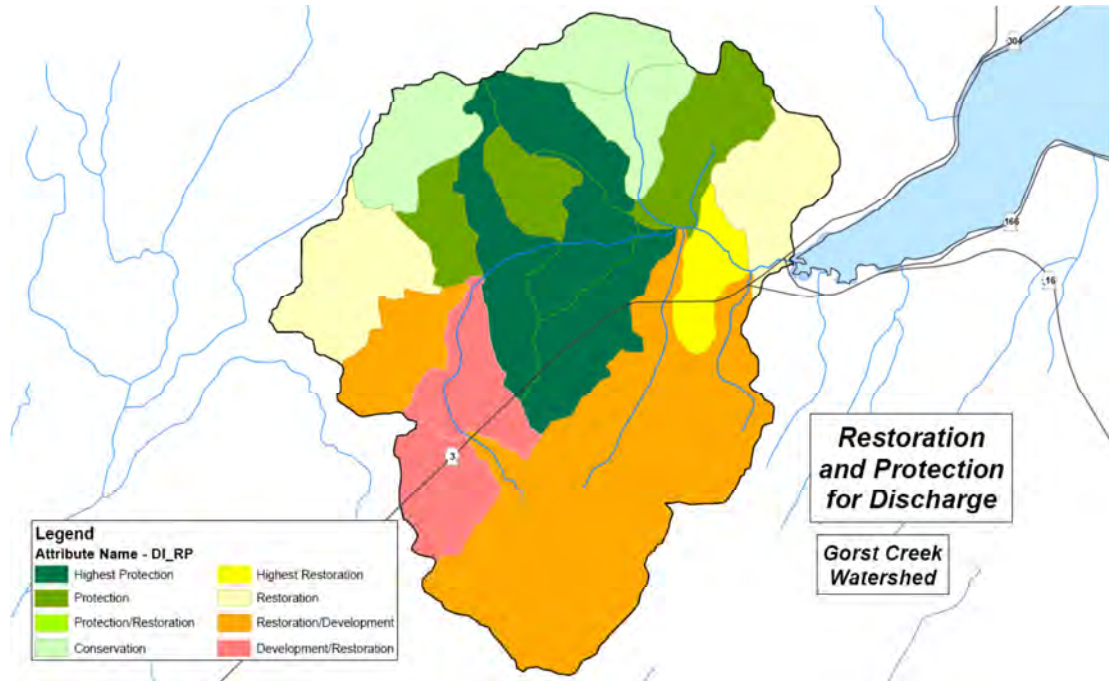 304
166
16
3
Restoration
and Protection
for Discharge
Gorst Creek
Watershed
Legend
Attribute Name - DI_RP
Highest Protection
Protection
Protection/Restoration
Conservation
Highest Restoration
Restoration
Restoration/Development
Development/Restoration